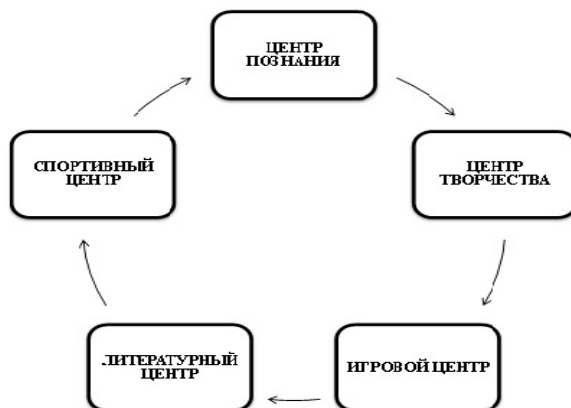 ЦЕНТР
ПОЗНАНИЯ
СПОРТИВНЫЙ
ЦЕНТР
ЦЕНТР
ТВОРЧЕСТВА
ЛИТЕРАТУРНЫЙ
ЦЕНТР
ИГРОВОЙ ЦЕНТР